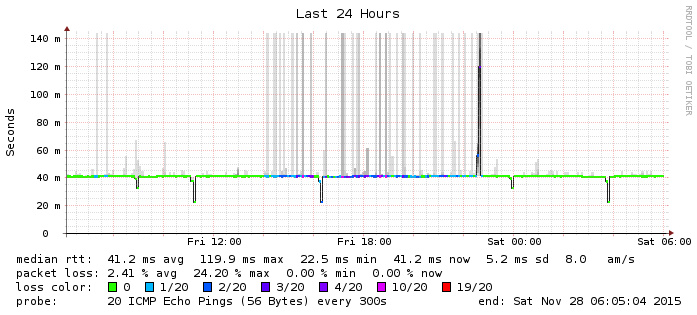 Last 24 Hours
RRDTOOL / TOBI OETIKER
Seconds
140 m
120 m
100 m
80 m
60 m
40 m
20 m
0
Fri 12:00 Fri 18:00 Sat 00:00 Sat 06:00
median rtt: 41.2 ms avg 119.9 ms max 22.5 ms min 41.2 ms now 5.2 ms sd 8.0 am/s
packet loss: 2.41 % avg 24.20 % max 0.00 % min 0.00 % now
loss color: 0 1/20 2/20 3/20 4/20 10/20 19/20
probe: 20 ICMP Echo Pings (56 Bytes) every 300s end: Sat Nov 28 06:05:04 2015